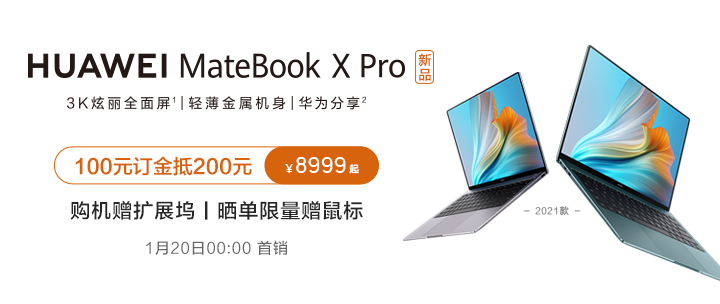 HUAWEI MateBook X Pro 新品
3K炫丽全面屏¹|轻薄金属机身|华为分享²
100元订金抵200元 ¥8999起
购机赠扩展坞丨晒单限量赠鼠标
1月20日00:00 首销
– 2021款 –